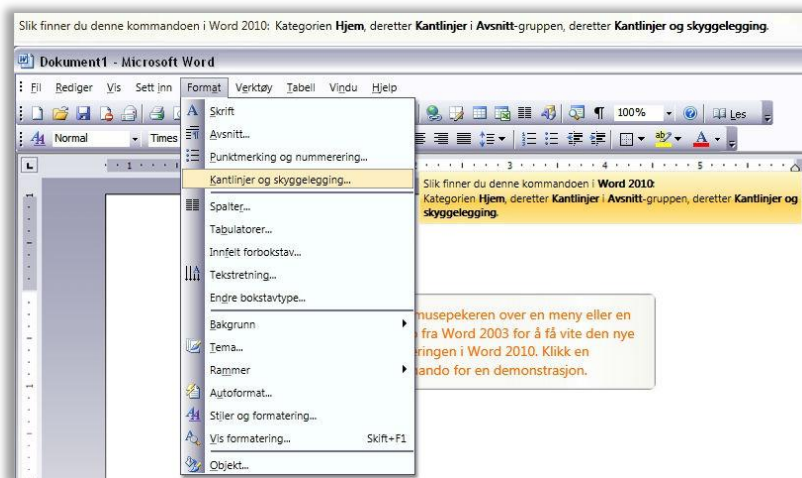 Slik finner du denne kommandoen i Word 2010: Kategorien Hjem, deretter Kantlinjer i Avsnitt-gruppen, deretter Kantlinjer og skyggelegging.
Dokument1 - Microsoft Word
Fil Rediger Vis Sett inn Format Verktøy Tabell Vindu Hjelp
100% Les
Normal Times
1 3 4 5
Skrift
Avsnitt...
Punktmerking og nummerering...
Kantlinjer og skyggelegging...
Spalter...
Tabulatorer...
Innfelt forbokstav...
Tekstretning...
Endre bokstavtype...
Bakgrunn
Tema...
Rammer
Autoformat...
Stiler og formatering...
Vis formatering... Skift+F1
Objekt...
Slik finner du denne kommandoen i Word 2010:
Kategorien Hjem, deretter Kantlinjer i Avsnitt-gruppen, deretter Kantlinjer og
skyggelegging.
musepekeren over en meny eller en
fra Word 2003 for å få vite den nye
eringen i Word 2010. Klikk en
ando for en demonstrasjon.